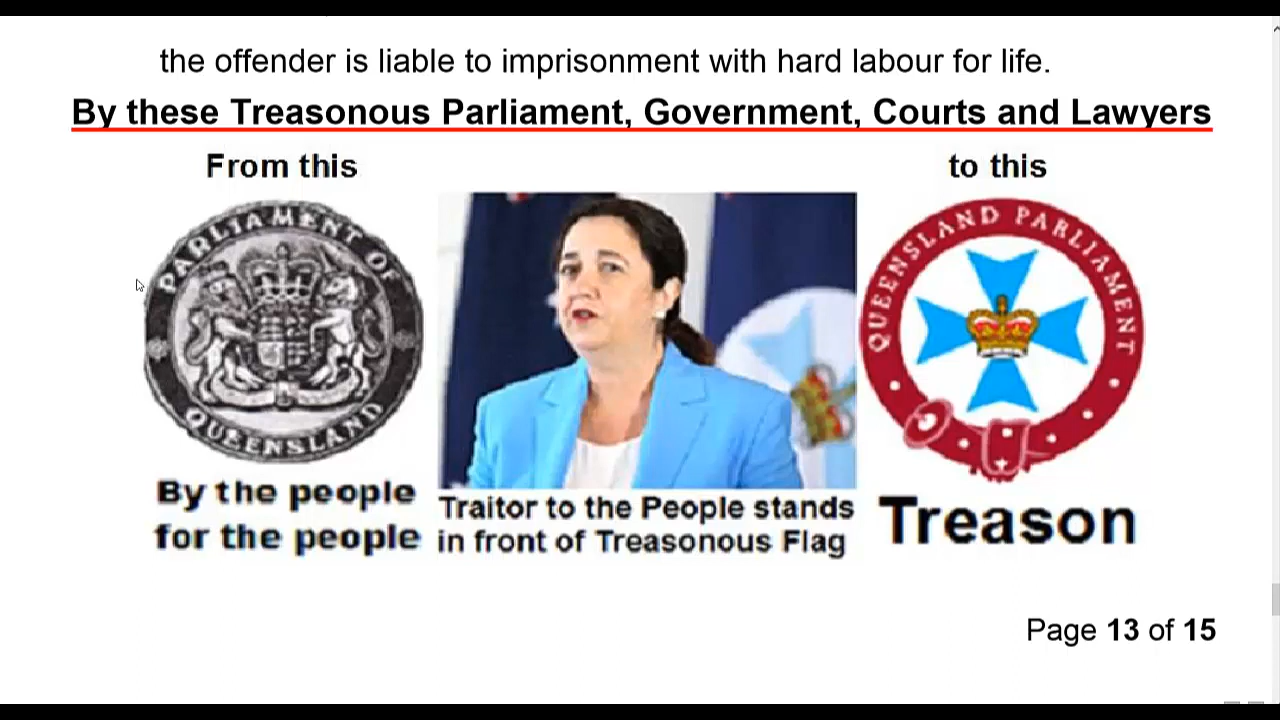 the offender is liable to imprisonment with hard labour for life.
By these Treasonous Parliament, Government, Courts and Lawyers
From this
to this
PARLIAMENT OF
QUEENSLAND
QUEENSLAND PARLIAMENT
By the people
for the people
Traitor to the People stands
in front of Treasonous Flag
Treason
Page 13 of 15